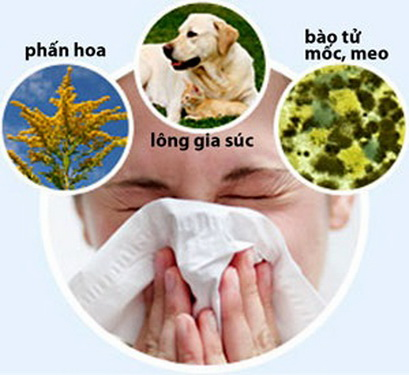 phấn hoa
lông gia súc
bào tử
mốc, meo